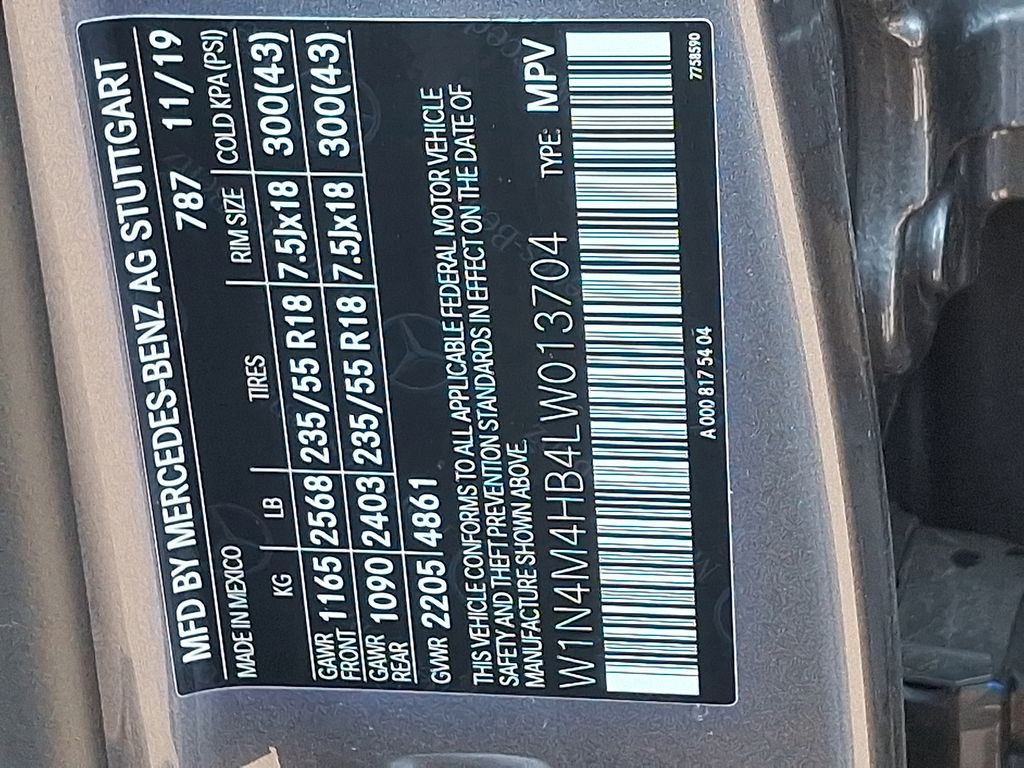 MFD BY MERCEDES-BENZ AG STUTTGART
MADE IN MEXICO 787 11/19
KG LB TIRES RIM SIZE COLD KPA (PSI)
GAWR FRONT 1165 2568 235/55 R18 7.5Jx18 300(43)
GAWR REAR 1090 2403 235/55 R18 7.5Jx18 300(43)
GVWR 2205 4861
THIS VEHICLE CONFORMS TO ALL APPLICABLE FEDERAL MOTOR VEHICLE
SAFETY AND THEFT PREVENTION STANDARDS IN EFFECT ON THE DATE OF
MANUFACTURE SHOWN ABOVE.
W1N4M4HB4LW013704 TYPE: MPV
A 000 817 54 04 7758590